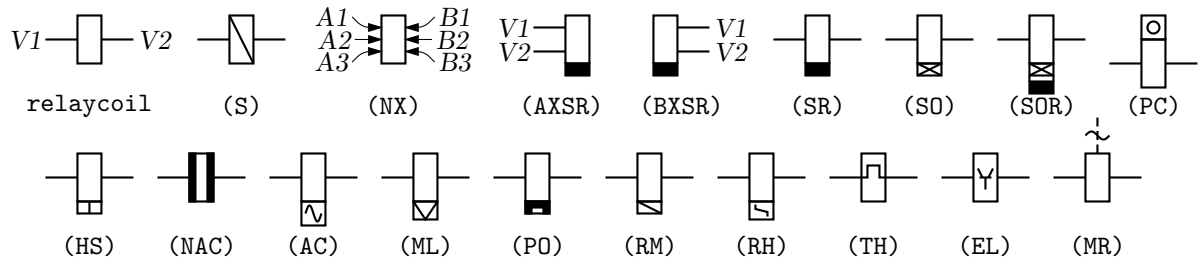 V1 V2 A1 B1 V1 V1
A2 B2
A3 B3 V2 V2
relaycoil (S) (NX) (AXSR) (BXSR) (SR) (SO) (SOR) (PC)
(HS) (NAC) (AC) (ML) (PO) (RM) (RH) (TH) (EL) (MR)